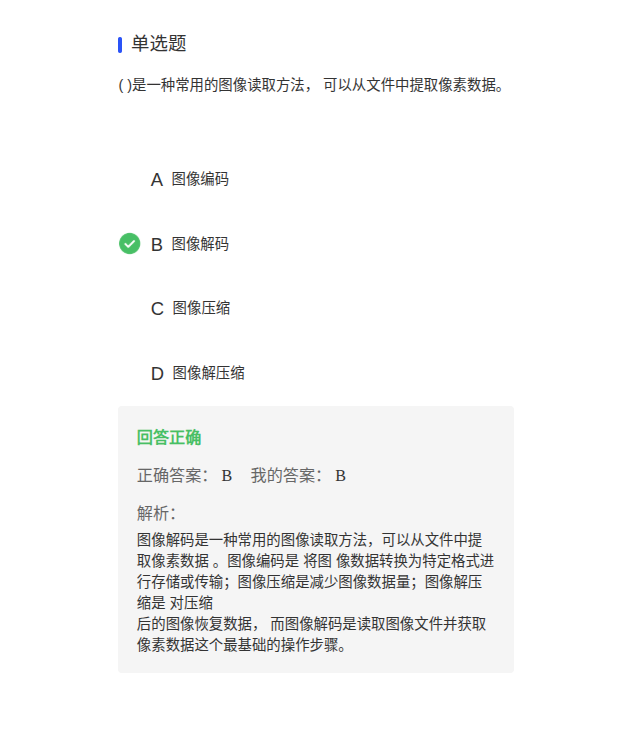 单选题
( )是一种常用的图像读取方法， 可以从文件中提取像素数据。
A 图像编码
B 图像解码
C 图像压缩
D 图像解压缩
回答正确
正确答案： B 我的答案： B
解析：
图像解码是一种常用的图像读取方法，可以从文件中提
取像素数据 。图像编码是 将图 像数据转换为特定格式进
行存储或传输；图像压缩是减少图像数据量；图像解压
缩是 对压缩
后的图像恢复数据， 而图像解码是读取图像文件并获取
像素数据这个最基础的操作步骤。